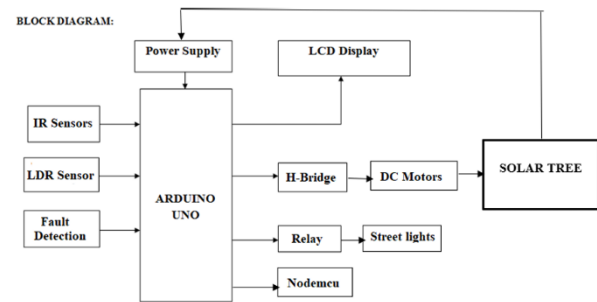 BLOCK DIAGRAM:
Power Supply
LCD Display
IR Sensors
LDR Sensor
Fault
Detection
ARDUINO
UNO
H-Bridge
DC Motors
SOLAR TREE
Relay
Street lights
Nodemcu